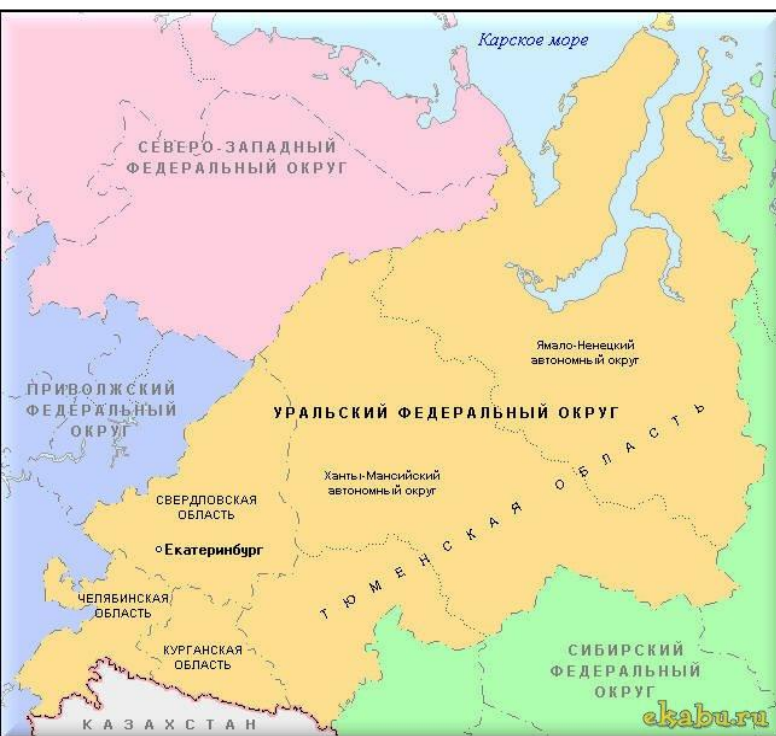 Карское море
СЕВЕРО-ЗАПАДНЫЙ
ФЕДЕРАЛЬНЫЙ ОКРУГ
Ямало-Ненецкий
автономный округ
ПРИВОЛЖСКИЙ
ФЕДЕРАЛЬНЫЙ
ОКРУГ
УРАЛЬСКИЙ ФЕДЕРАЛЬНЫЙ ОКРУГ
Ханты-Мансийский
автономный округ
ТЮМЕНСКАЯ ОБЛАСТЬ
СВЕРДЛОВСКАЯ
ОБЛАСТЬ
Екатеринбург
ЧЕЛЯБИНСКАЯ
ОБЛАСТЬ
КУРГАНСКАЯ
ОБЛАСТЬ
СИБИРСКИЙ
ФЕДЕРАЛЬНЫЙ
ОКРУГ
КАЗАХСТАН
ekabu.ru